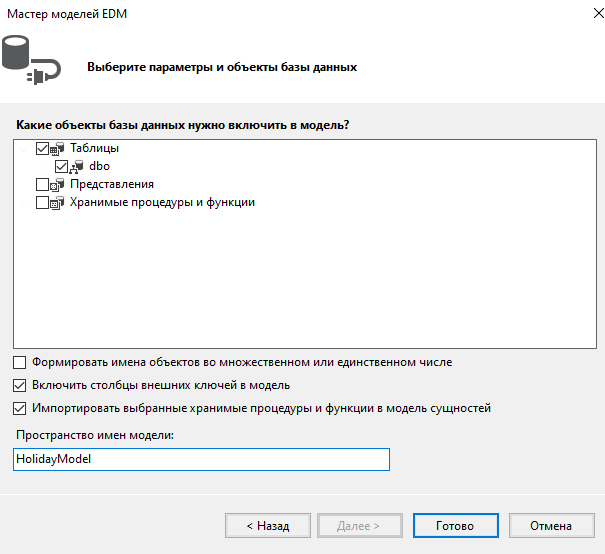 Мастер моделей EDM
Выберите параметры и объекты базы данных
Какие объекты базы данных нужно включить в модель?
Таблицы
dbo
Представления
Хранимые процедуры и функции
Формировать имена объектов во множественном или единственном числе
Включить столбцы внешних ключей в модель
Импортировать выбранные хранимые процедуры и функции в модель сущностей
Пространство имен модели:
HolidayModel
< Назад Далее > Готово Отмена